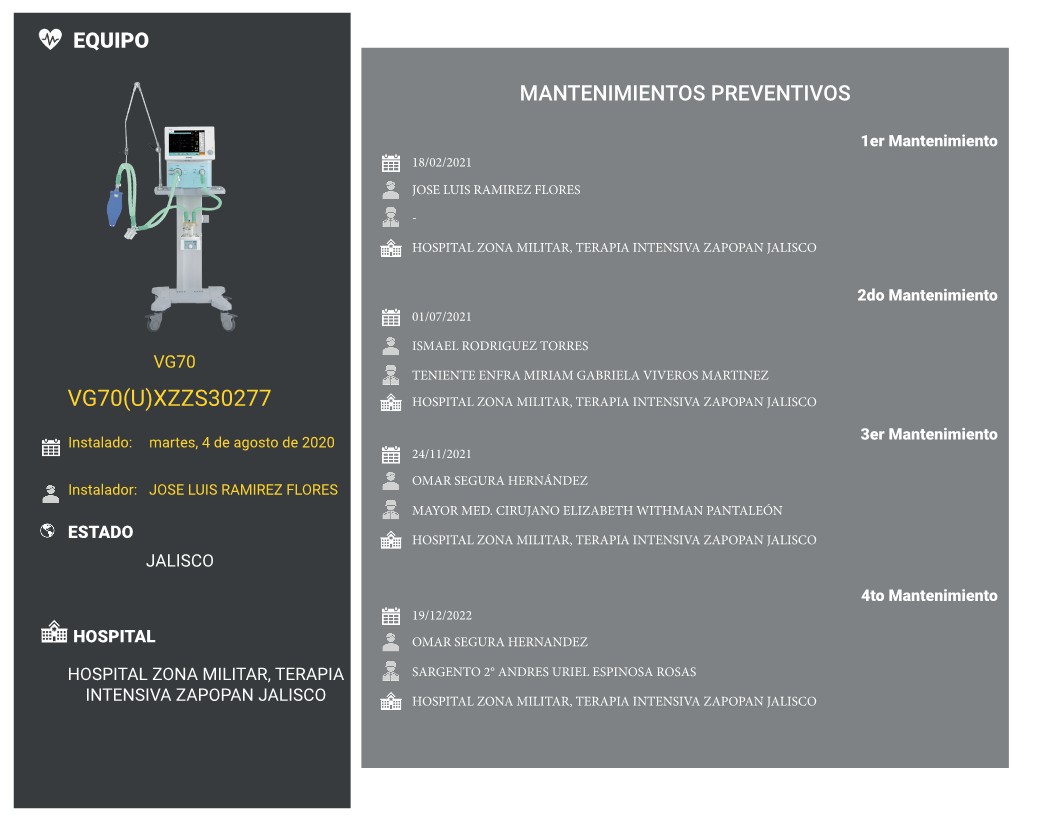 EQUIPO
VG70
VG70(U)XZZS30277
Instalado: martes, 4 de agosto de 2020
Instalador: JOSE LUIS RAMIREZ FLORES
ESTADO
JALISCO
HOSPITAL
HOSPITAL ZONA MILITAR, TERAPIA
INTENSIVA ZAPOPAN JALISCO
MANTENIMIENTOS PREVENTIVOS
1er Mantenimiento
18/02/2021
JOSE LUIS RAMIREZ FLORES
-
HOSPITAL ZONA MILITAR, TERAPIA INTENSIVA ZAPOPAN JALISCO
2do Mantenimiento
01/07/2021
ISMAEL RODRIGUEZ TORRES
TENIENTE ENFRA MIRIAM GABRIELA VIVEROS MARTINEZ
HOSPITAL ZONA MILITAR, TERAPIA INTENSIVA ZAPOPAN JALISCO
3er Mantenimiento
24/11/2021
OMAR SEGURA HERNÁNDEZ
MAYOR MED. CIRUJANO ELIZABETH WITHMAN PANTALEÓN
HOSPITAL ZONA MILITAR, TERAPIA INTENSIVA ZAPOPAN JALISCO
4to Mantenimiento
19/12/2022
OMAR SEGURA HERNANDEZ
SARGENTO 2° ANDRES URIEL ESPINOSA ROSAS
HOSPITAL ZONA MILITAR, TERAPIA INTENSIVA ZAPOPAN JALISCO